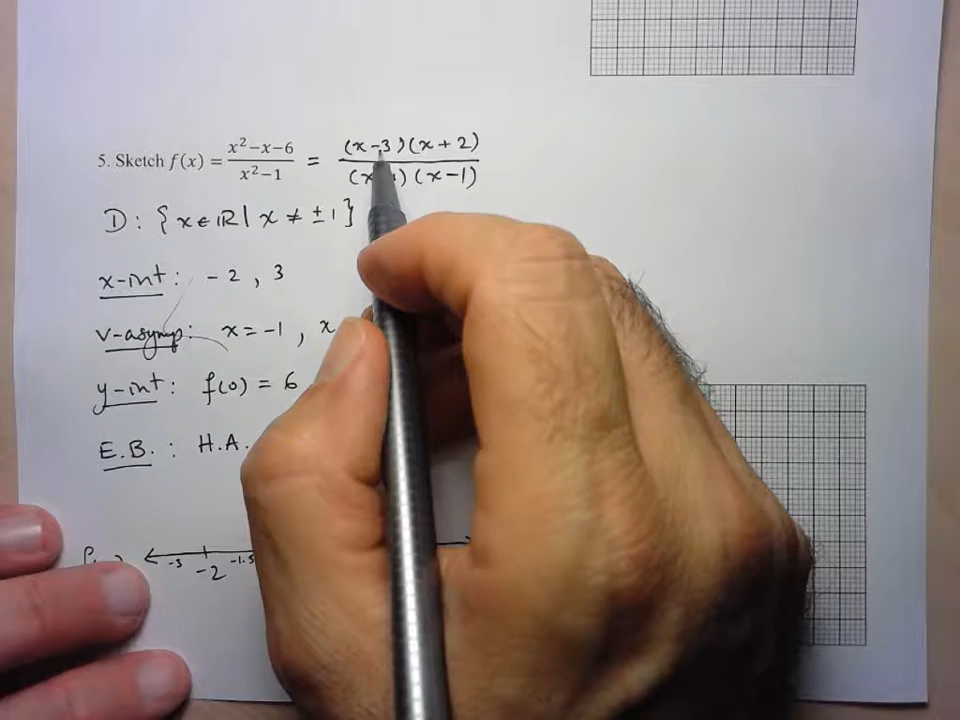 5. Sketch f(x) = x²-x-6 / x²-1 = (x-3)(x+2) / (x )(x-1)
D: {x∈ℝ | x ≠ ±1}
x-int: -2, 3
v-asymp: x=-1, x
y-int: f(0) = 6
E.B.: H.A.
-3 -2 -1.5